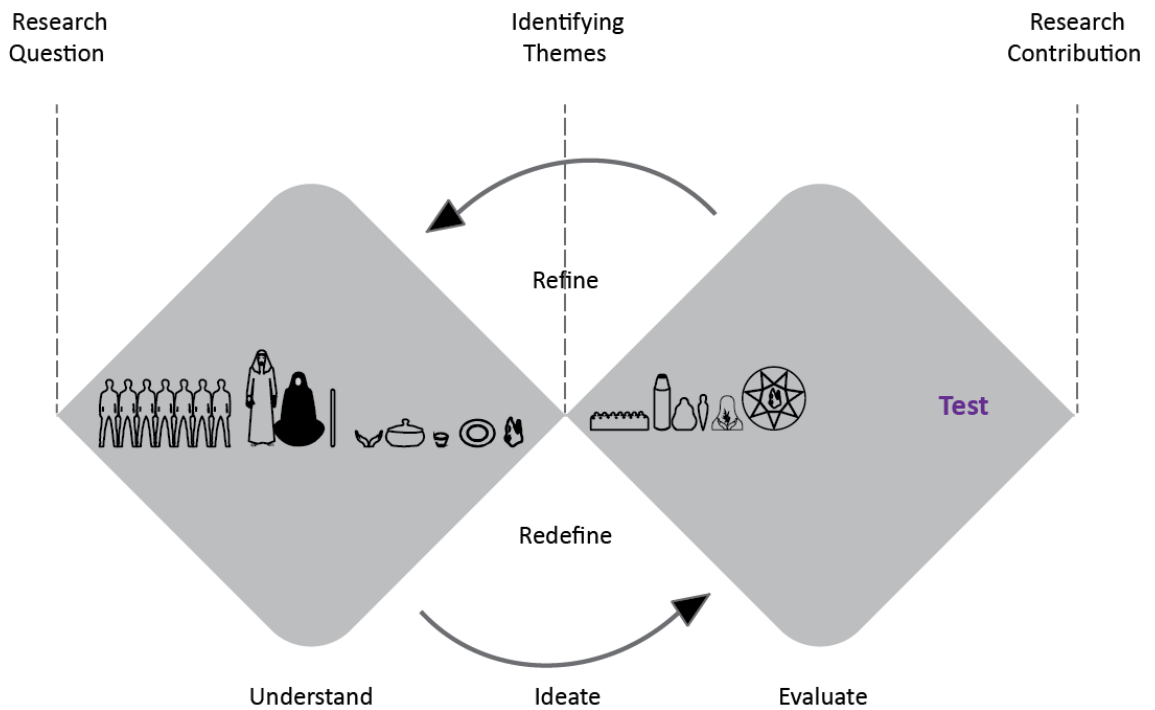 Research
Question
Identifying
Themes
Research
Contribution
Refine
Test
Redefine
Understand
Ideate
Evaluate